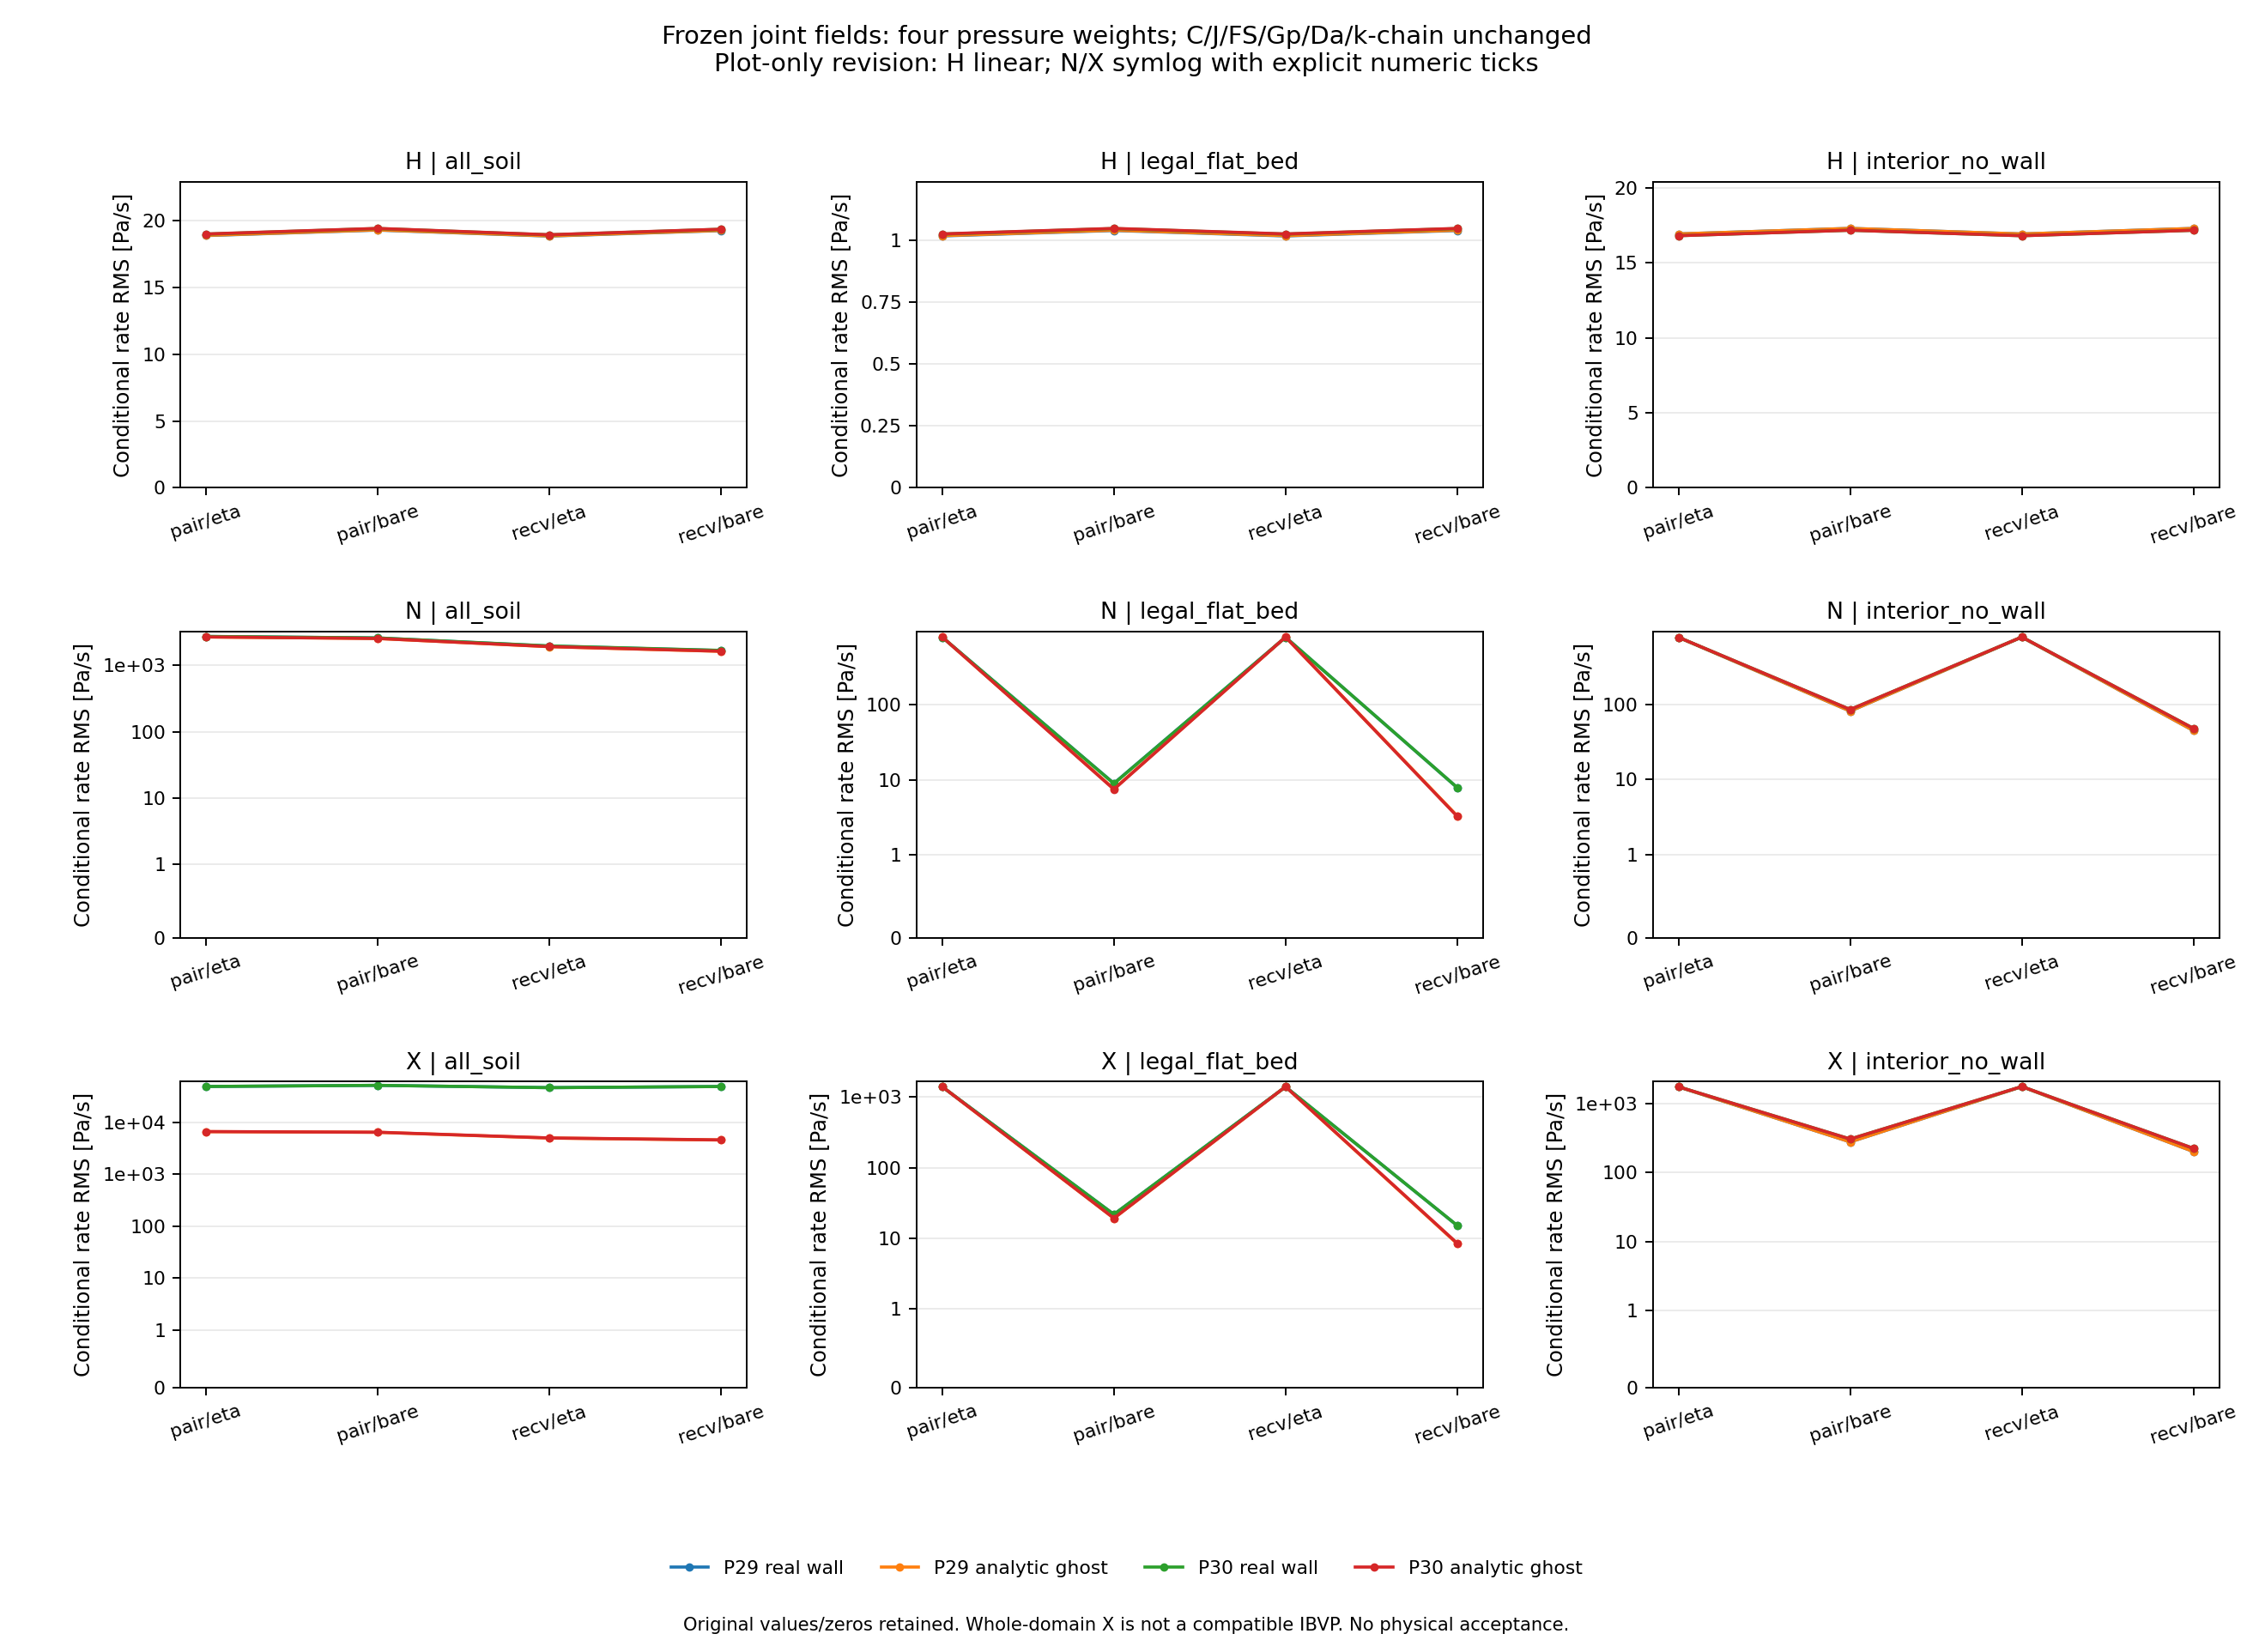 Frozen joint fields: four pressure weights; C/J/FS/Gp/Da/k-chain unchanged
Plot-only revision: H linear; N/X symlog with explicit numeric ticks
H | all_soil
Conditional rate RMS [Pa/s]
20
15
10
5
0
pair/eta
pair/bare
recv/eta
recv/bare
H | legal_flat_bed
Conditional rate RMS [Pa/s]
1
0.75
0.5
0.25
0
pair/eta
pair/bare
recv/eta
recv/bare
H | interior_no_wall
Conditional rate RMS [Pa/s]
20
15
10
5
0
pair/eta
pair/bare
recv/eta
recv/bare
N | all_soil
Conditional rate RMS [Pa/s]
1e+03
100
10
1
0
pair/eta
pair/bare
recv/eta
recv/bare
N | legal_flat_bed
Conditional rate RMS [Pa/s]
100
10
1
0
pair/eta
pair/bare
recv/eta
recv/bare
N | interior_no_wall
Conditional rate RMS [Pa/s]
100
10
1
0
pair/eta
pair/bare
recv/eta
recv/bare
X | all_soil
Conditional rate RMS [Pa/s]
1e+04
1e+03
100
10
1
0
pair/eta
pair/bare
recv/eta
recv/bare
X | legal_flat_bed
Conditional rate RMS [Pa/s]
1e+03
100
10
1
0
pair/eta
pair/bare
recv/eta
recv/bare
X | interior_no_wall
Conditional rate RMS [Pa/s]
1e+03
100
10
1
0
pair/eta
pair/bare
recv/eta
recv/bare
P29 real wall
P29 analytic ghost
P30 real wall
P30 analytic ghost
Original values/zeros retained. Whole-domain X is not a compatible IBVP. No physical acceptance.